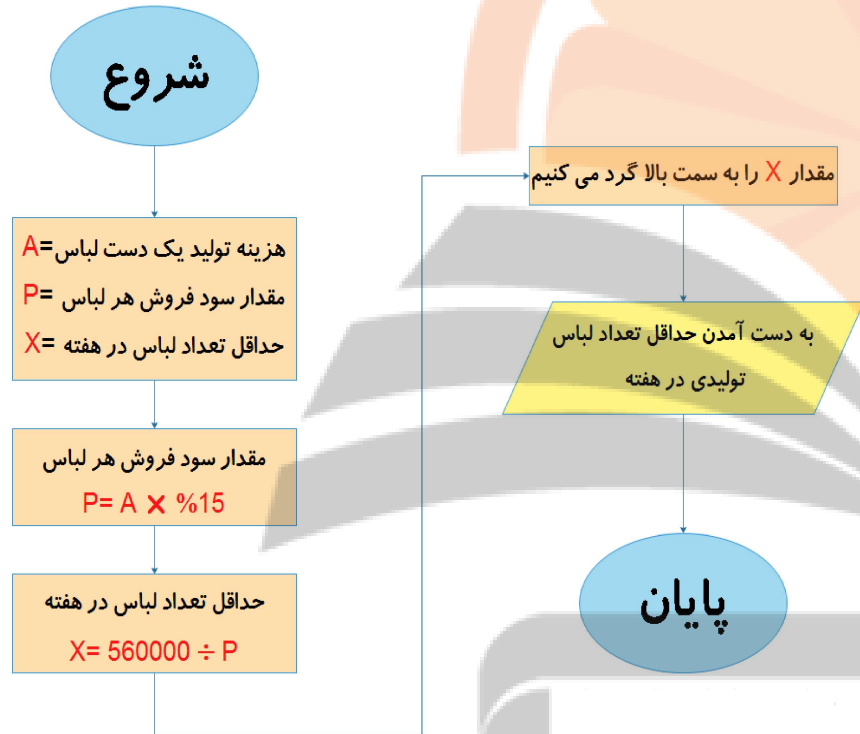 شروع
هزینه تولید یک دست لباس=A
مقدار سود فروش هر لباس =P
حداقل تعداد لباس در هفته =X
مقدار سود فروش هر لباس
P= A × %15
حداقل تعداد لباس در هفته
X= 560000 ÷ P
مقدار X را به سمت بالا گرد می کنیم
به دست آمدن حداقل تعداد لباس
تولیدی در هفته
پایان